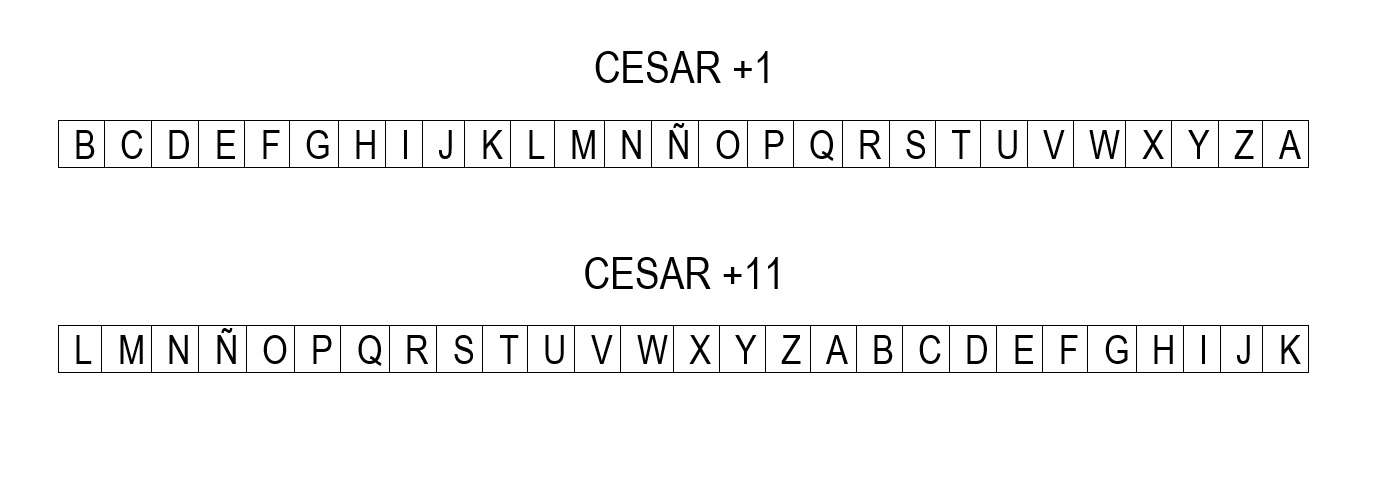 CESAR +1
B C D E F G H I J K L M N Ñ O P Q R S T U V W X Y Z A
CESAR +11
L M N Ñ O P Q R S T U V W X Y Z A B C D E F G H I J K